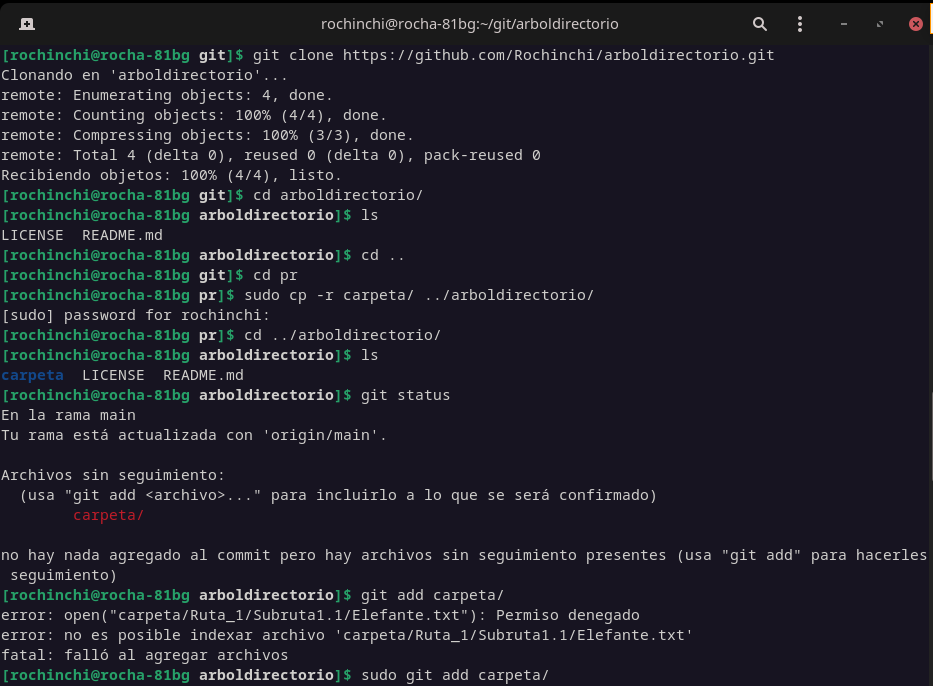 rochinchi@rocha-81bg:~/git/arboldirectorio
[rochinchi@rocha-81bg git]$ git clone https://github.com/Rochinchi/arboldirectorio.git
Clonando en 'arboldirectorio'...
remote: Enumerating objects: 4, done.
remote: Counting objects: 100% (4/4), done.
remote: Compressing objects: 100% (3/3), done.
remote: Total 4 (delta 0), reused 0 (delta 0), pack-reused 0
Recibiendo objetos: 100% (4/4), listo.
[rochinchi@rocha-81bg git]$ cd arboldirectorio/
[rochinchi@rocha-81bg arboldirectorio]$ ls
LICENSE  README.md
[rochinchi@rocha-81bg arboldirectorio]$ cd ..
[rochinchi@rocha-81bg git]$ cd pr
[rochinchi@rocha-81bg pr]$ sudo cp -r carpeta/ ../arboldirectorio/
[sudo] password for rochinchi:
[rochinchi@rocha-81bg pr]$ cd ../arboldirectorio/
[rochinchi@rocha-81bg arboldirectorio]$ ls
carpeta  LICENSE  README.md
[rochinchi@rocha-81bg arboldirectorio]$ git status
En la rama main
Tu rama está actualizada con 'origin/main'.
Archivos sin seguimiento:
  (usa "git add <archivo>..." para incluirlo a lo que se será confirmado)
        carpeta/
no hay nada agregado al commit pero hay archivos sin seguimiento presentes (usa "git add" para hacerles
 seguimiento)
[rochinchi@rocha-81bg arboldirectorio]$ git add carpeta/
error: open("carpeta/Ruta_1/Subruta1.1/Elefante.txt"): Permiso denegado
error: no es posible indexar archivo 'carpeta/Ruta_1/Subruta1.1/Elefante.txt'
fatal: falló al agregar archivos
[rochinchi@rocha-81bg arboldirectorio]$ sudo git add carpeta/